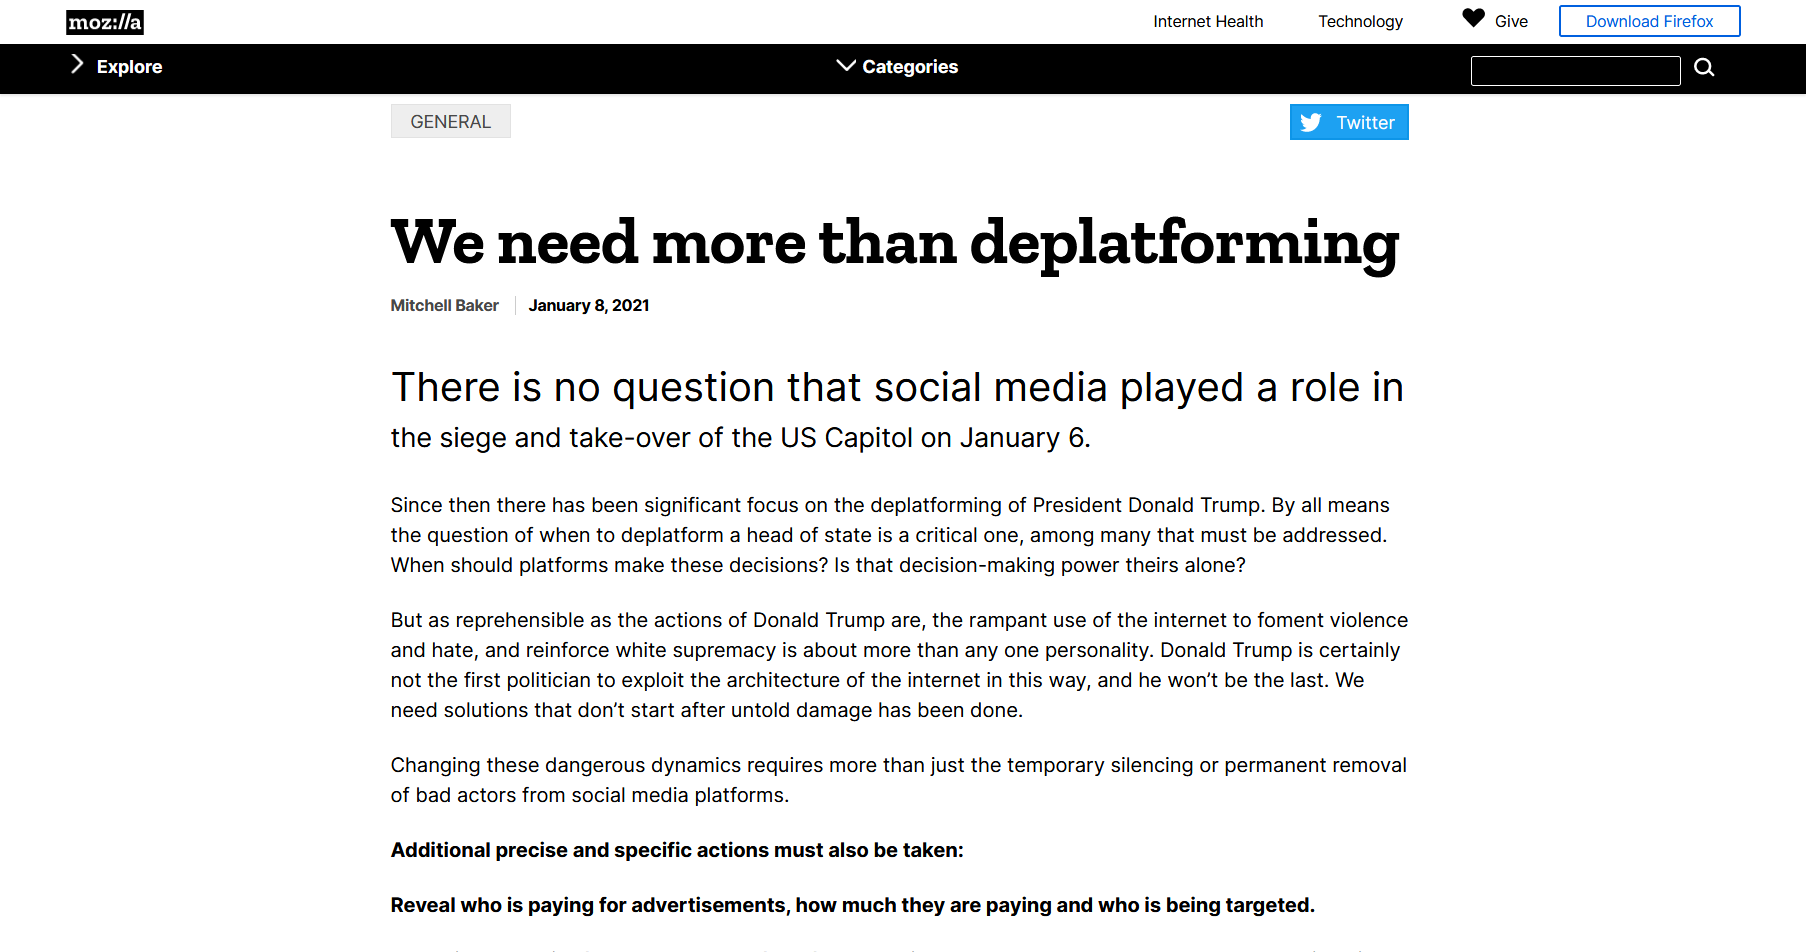 moz://a
Internet Health
Technology
Give
Download Firefox
Explore
Categories
GENERAL
Twitter
We need more than deplatforming
Mitchell Baker
January 8, 2021
There is no question that social media played a role in
the siege and take-over of the US Capitol on January 6.
Since then there has been significant focus on the deplatforming of President Donald Trump. By all means
the question of when to deplatform a head of state is a critical one, among many that must be addressed.
When should platforms make these decisions? Is that decision-making power theirs alone?
But as reprehensible as the actions of Donald Trump are, the rampant use of the internet to foment violence
and hate, and reinforce white supremacy is about more than any one personality. Donald Trump is certainly
not the first politician to exploit the architecture of the internet in this way, and he won’t be the last. We
need solutions that don’t start after untold damage has been done.
Changing these dangerous dynamics requires more than just the temporary silencing or permanent removal
of bad actors from social media platforms.
Additional precise and specific actions must also be taken:
Reveal who is paying for advertisements, how much they are paying and who is being targeted.